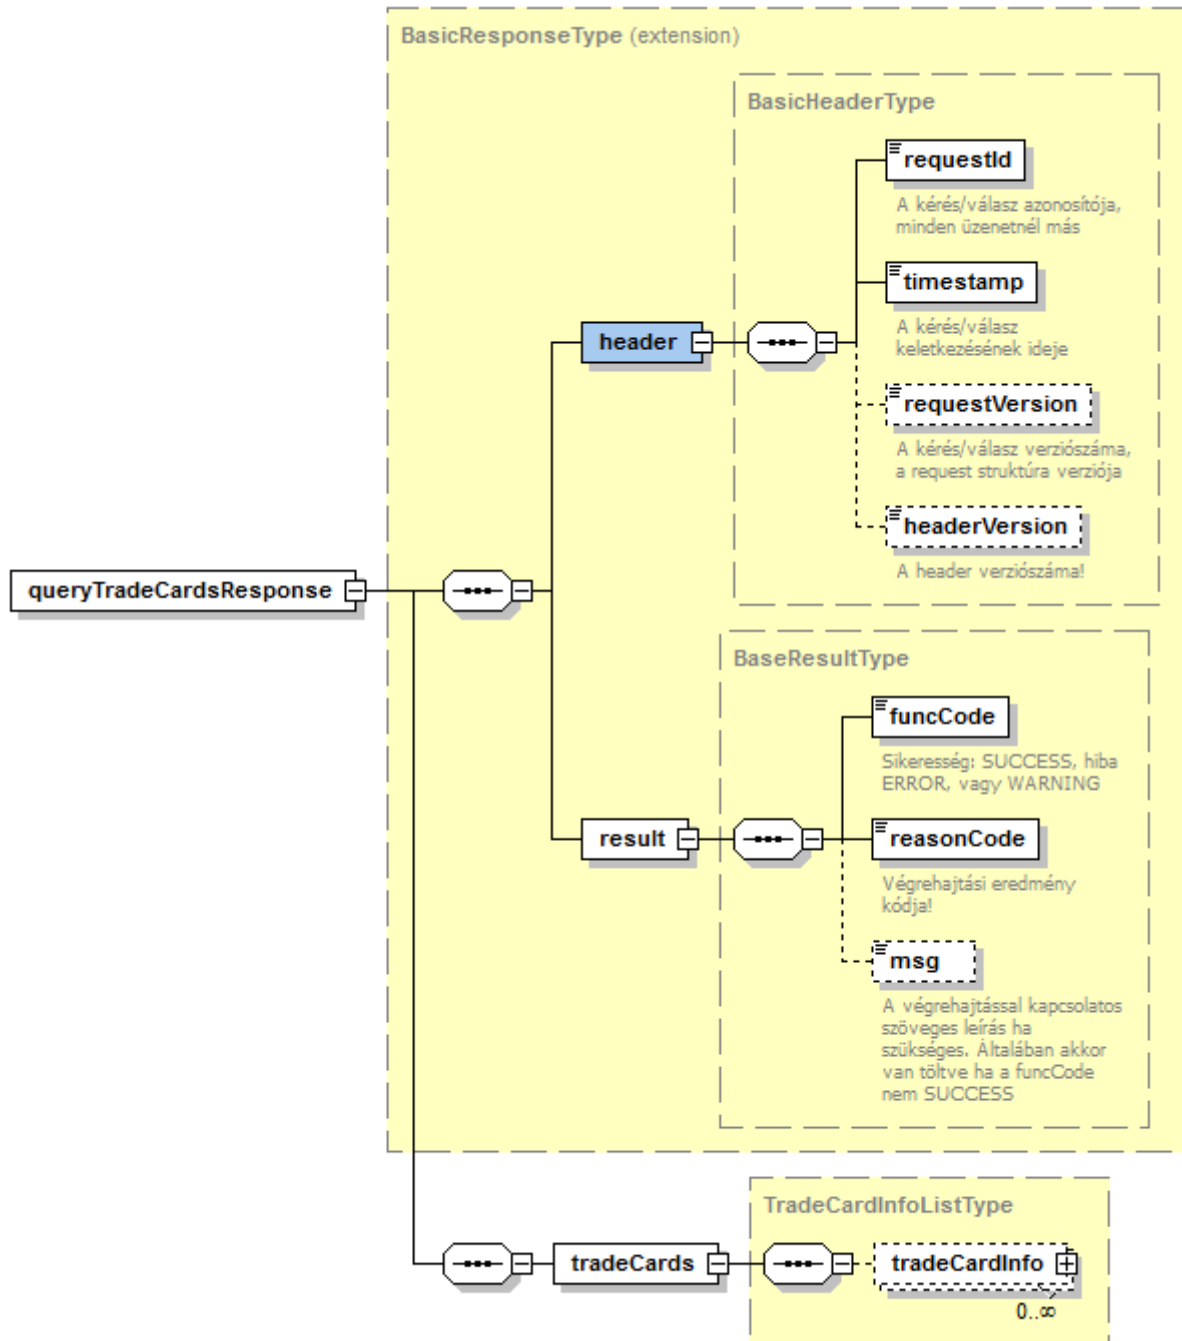 BasicResponseType (extension)
BasicHeaderType
requestId
A kérés/válasz azonosítója,
minden üzenetnél más
timestamp
A kérés/válasz
keletkezésének ideje
header
requestVersion
A kérés/válasz verziószáma,
a request struktúra verziója
headerVersion
A header verziószáma!
queryTradeCardsResponse
BaseResultType
funcCode
Sikeresség: SUCCESS, hiba
ERROR, vagy WARNING
result
reasonCode
Végrehajtási eredmény
kódja!
msg
A végrehajtással kapcsolatos
szöveges leírás ha
szükséges. Általában akkor
van töltve ha a funcCode
nem SUCCESS
TradeCardInfoListType
tradeCards
tradeCardInfo
0..∞